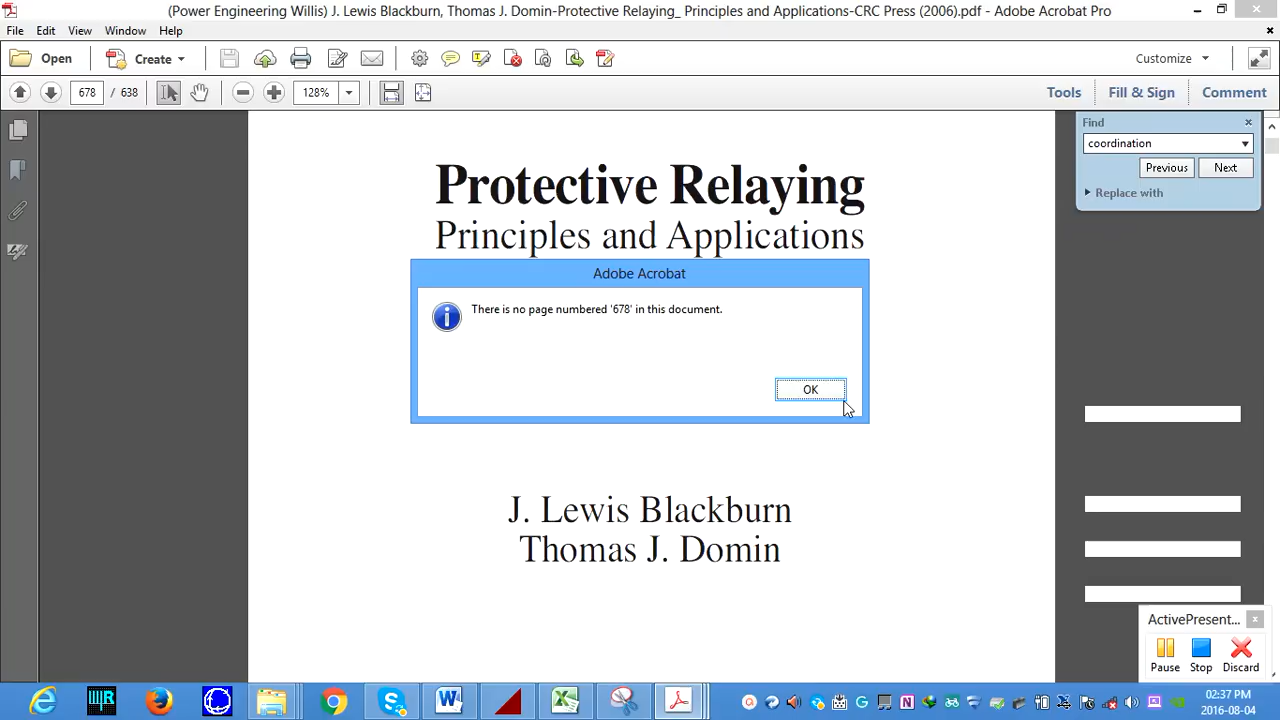 (Power Engineering Willis) J. Lewis Blackburn, Thomas J. Domin-Protective Relaying_ Principles and Applications-CRC Press (2006).pdf - Adobe Acrobat Pro
File Edit View Window Help
Open Create Customize
678 / 638 128% Tools Fill & Sign Comment
Find
coordination
Previous Next
Replace with
Protective Relaying
Principles and Applications
Adobe Acrobat
There is no page numbered '678' in this document.
OK
J. Lewis Blackburn
Thomas J. Domin
ActivePresent...
Pause Stop Discard
02:37 PM
2016-08-04